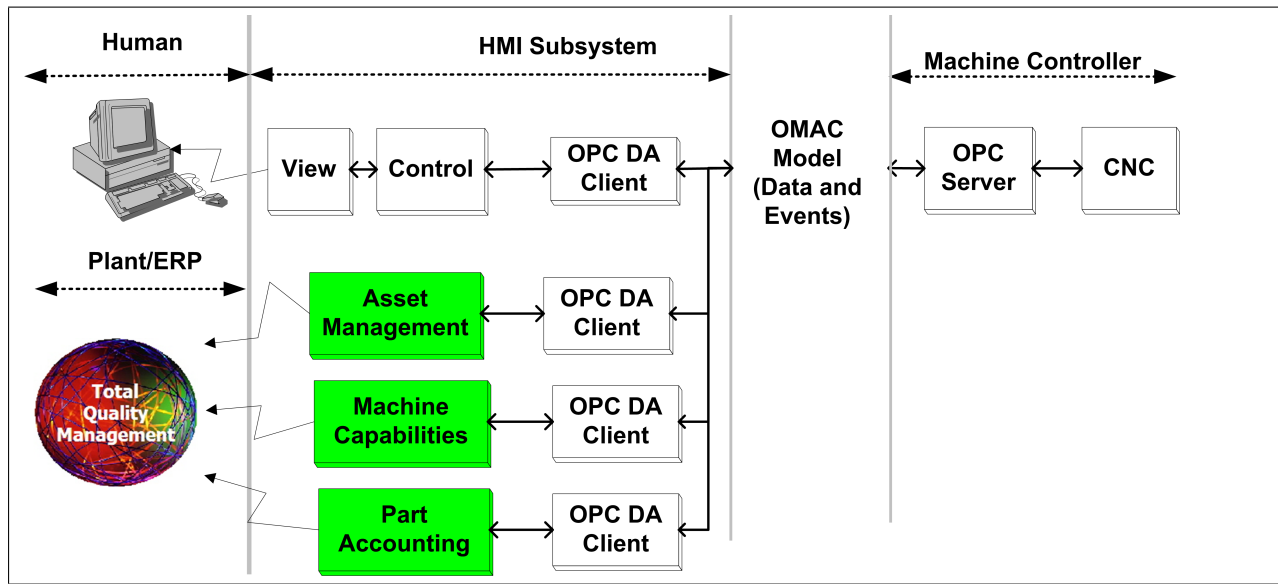 Human
HMI Subsystem
Machine Controller
View
Control
OPC DA
Client
OMAC
Model
(Data and
Events)
OPC
Server
CNC
Plant/ERP
Asset
Management
OPC DA
Client
Total
Quality
Management
Machine
Capabilities
OPC DA
Client
Part
Accounting
OPC DA
Client